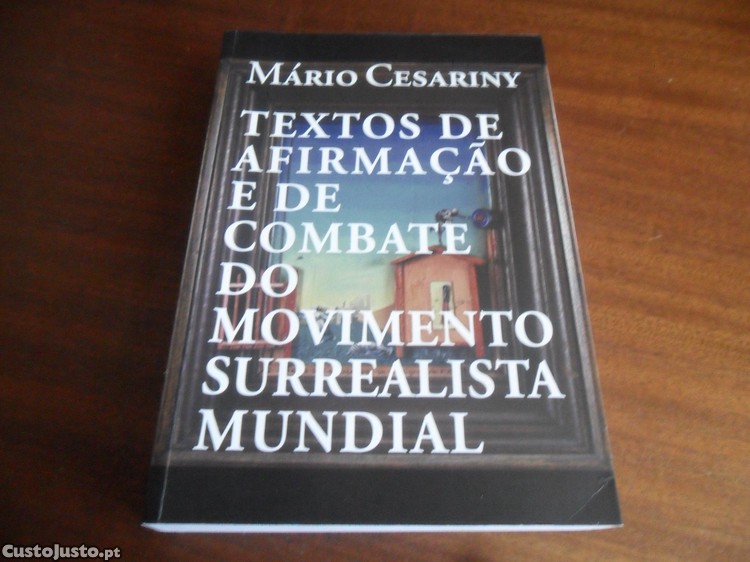 MÁRIO CESARINY
TEXTOS DE
AFIRMAÇÃO
E DE
COMBATE
DO
MOVIMENTO
SURREALISTA
MUNDIAL
CustoJusto.pt